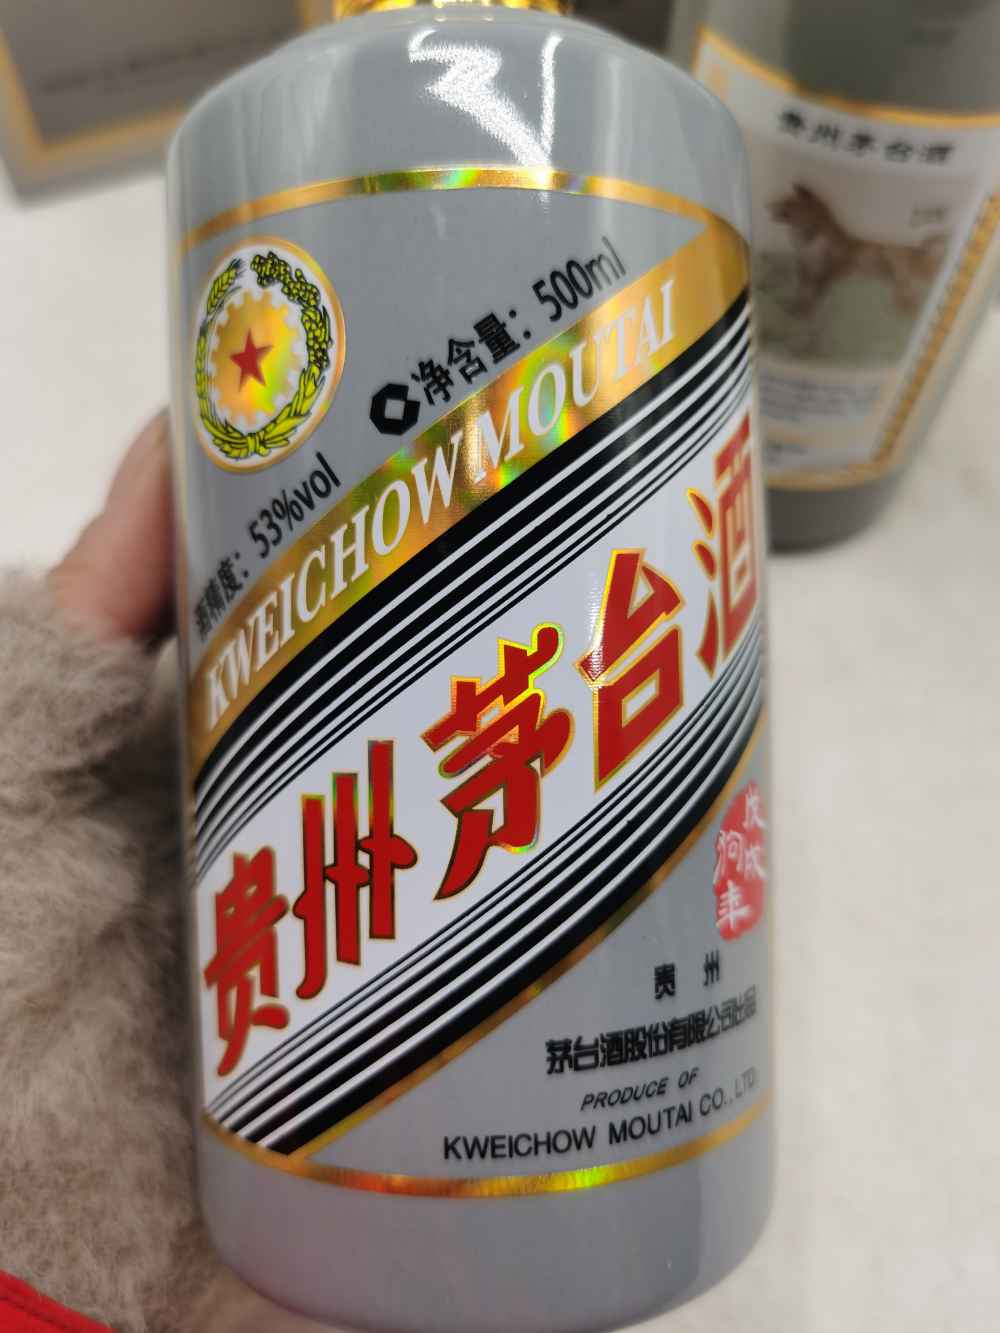 贵州茅台酒
净含量：500ml
酒精度：53%vol
KWEICHOW MOUTAI
贵州茅台酒
戊戌
狗年
贵 州
茅台酒股份有限公司出品
PRODUCE OF
KWEICHOW MOUTAI CO., LTD.